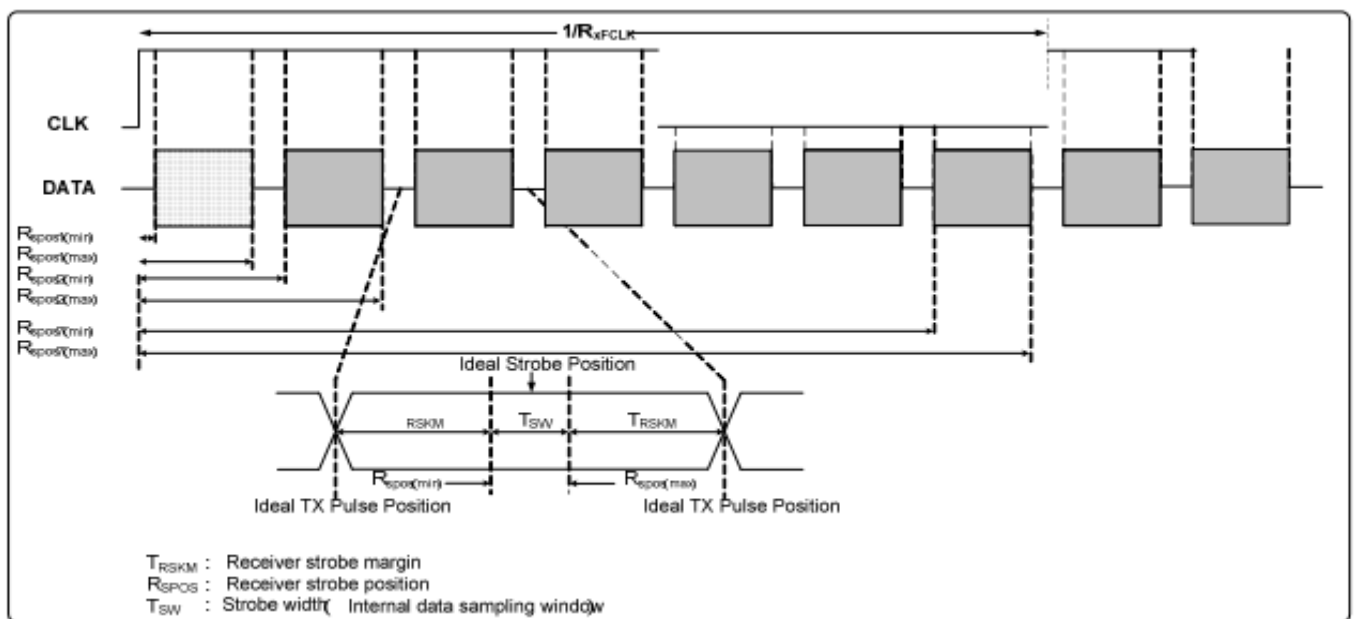 1/RxFCLK
CLK
DATA
Rspos1(min)
Rspos1(max)
Rspos2(min)
Rspos2(max)
Rspos7(min)
Rspos7(max)
Ideal Strobe Position
RSKM TSW TRSKM
Rspos(min) Rspos(max)
Ideal TX Pulse Position Ideal TX Pulse Position
TRSKM : Receiver strobe margin
RSPOS : Receiver strobe position
TSW : Strobe width( Internal data sampling window)